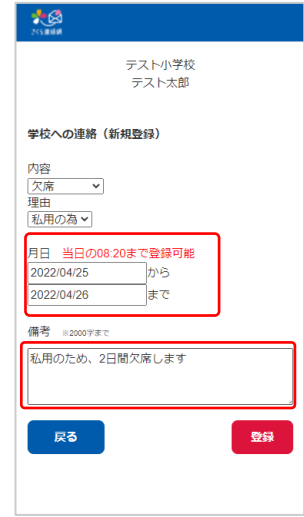 さくら連絡網
テスト小学校
テスト太郎
学校への連絡（新規登録）
内容
欠席
理由
私用の為
月日　当日の08:20まで登録可能
2022/04/25 から
2022/04/26 まで
備考　※2000字まで
私用のため、2日間欠席します
戻る 登録